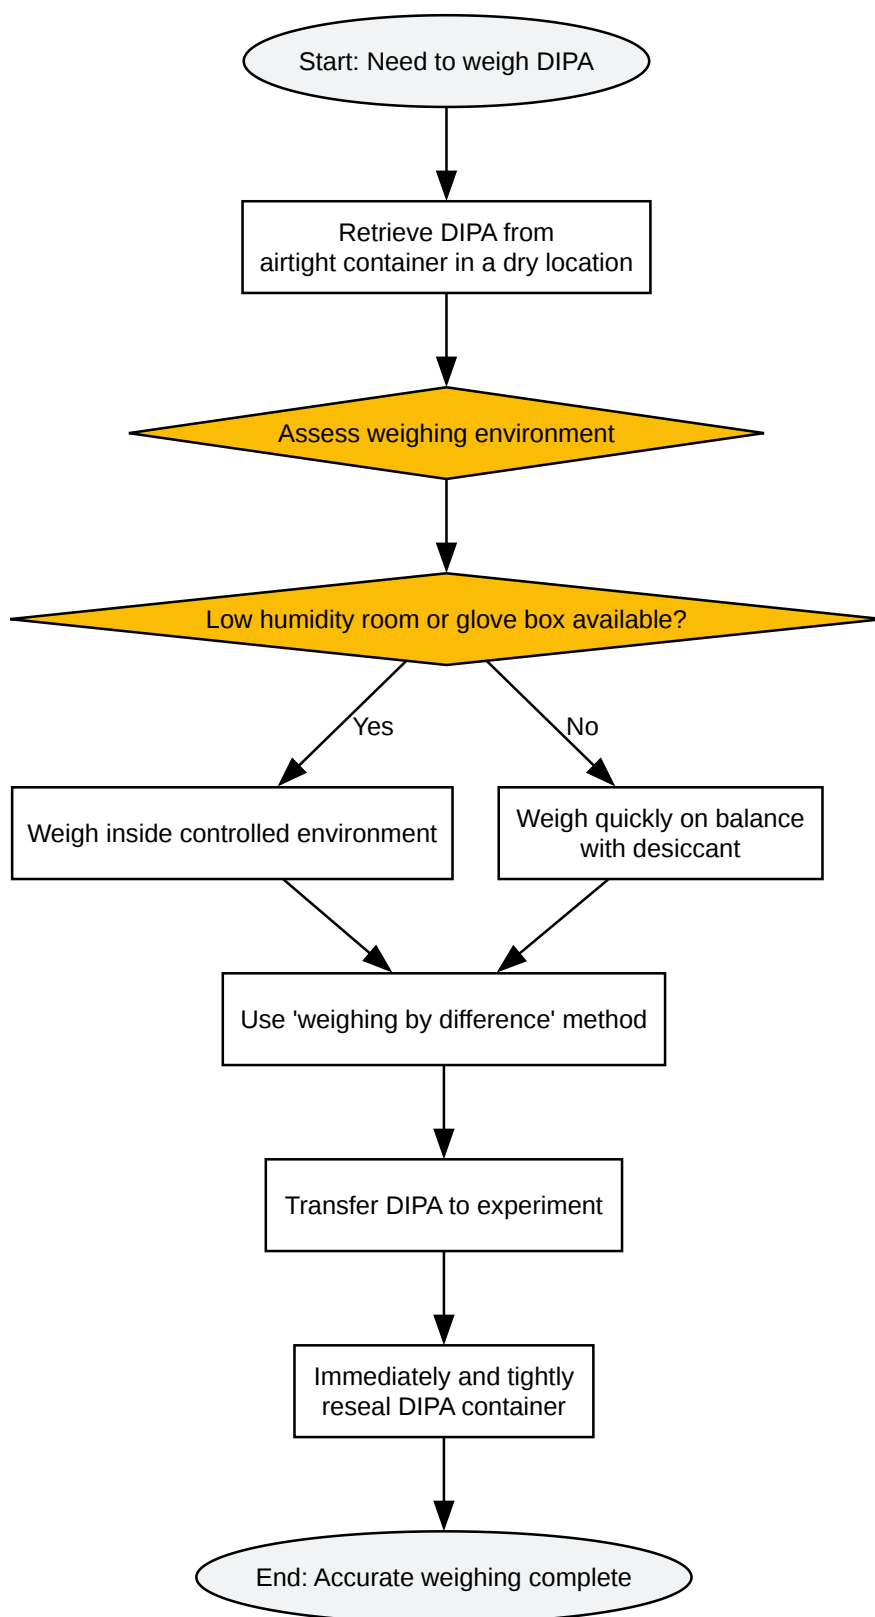 Start: Need to weigh DIPA
Retrieve DIPA from
airtight container in a dry location
Assess weighing environment
Low humidity room or glove box available?
Yes
No
Weigh inside controlled environment
Weigh quickly on balance
with desiccant
Use 'weighing by difference' method
Transfer DIPA to experiment
Immediately and tightly
reseal DIPA container
End: Accurate weighing complete